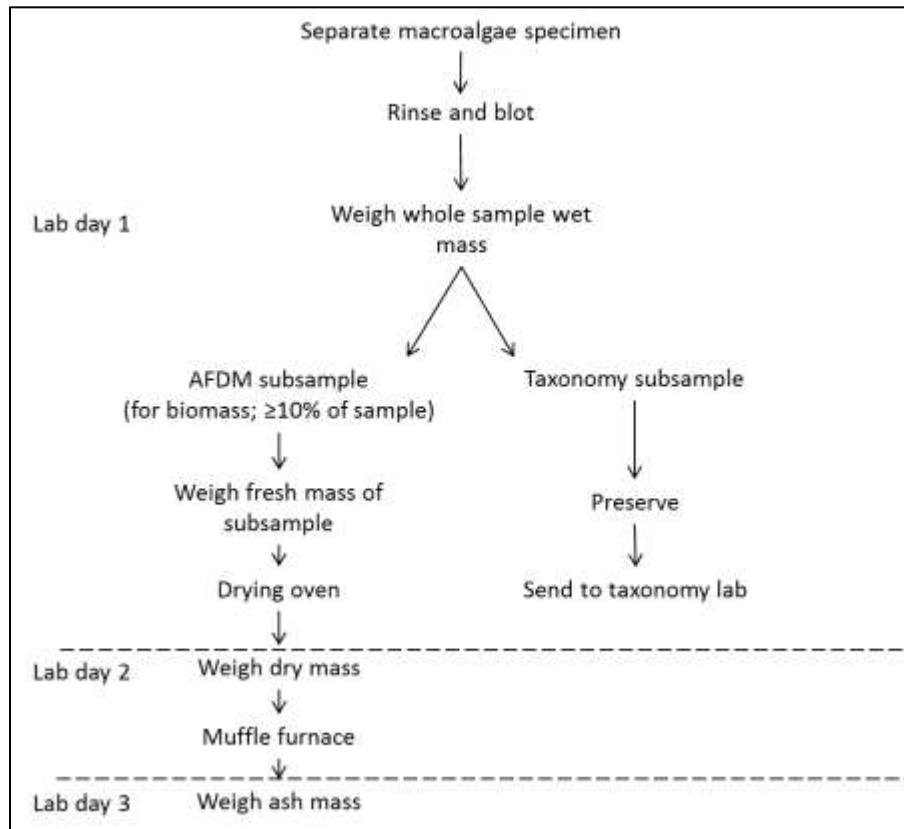 Separate macroalgae specimen
Rinse and blot
Lab day 1
Weigh whole sample wet
mass
AFDM subsample
(for biomass; ≥10% of sample)
Taxonomy subsample
Weigh fresh mass of
subsample
Preserve
Drying oven
Send to taxonomy lab
Lab day 2
Weigh dry mass
Muffle furnace
Lab day 3
Weigh ash mass